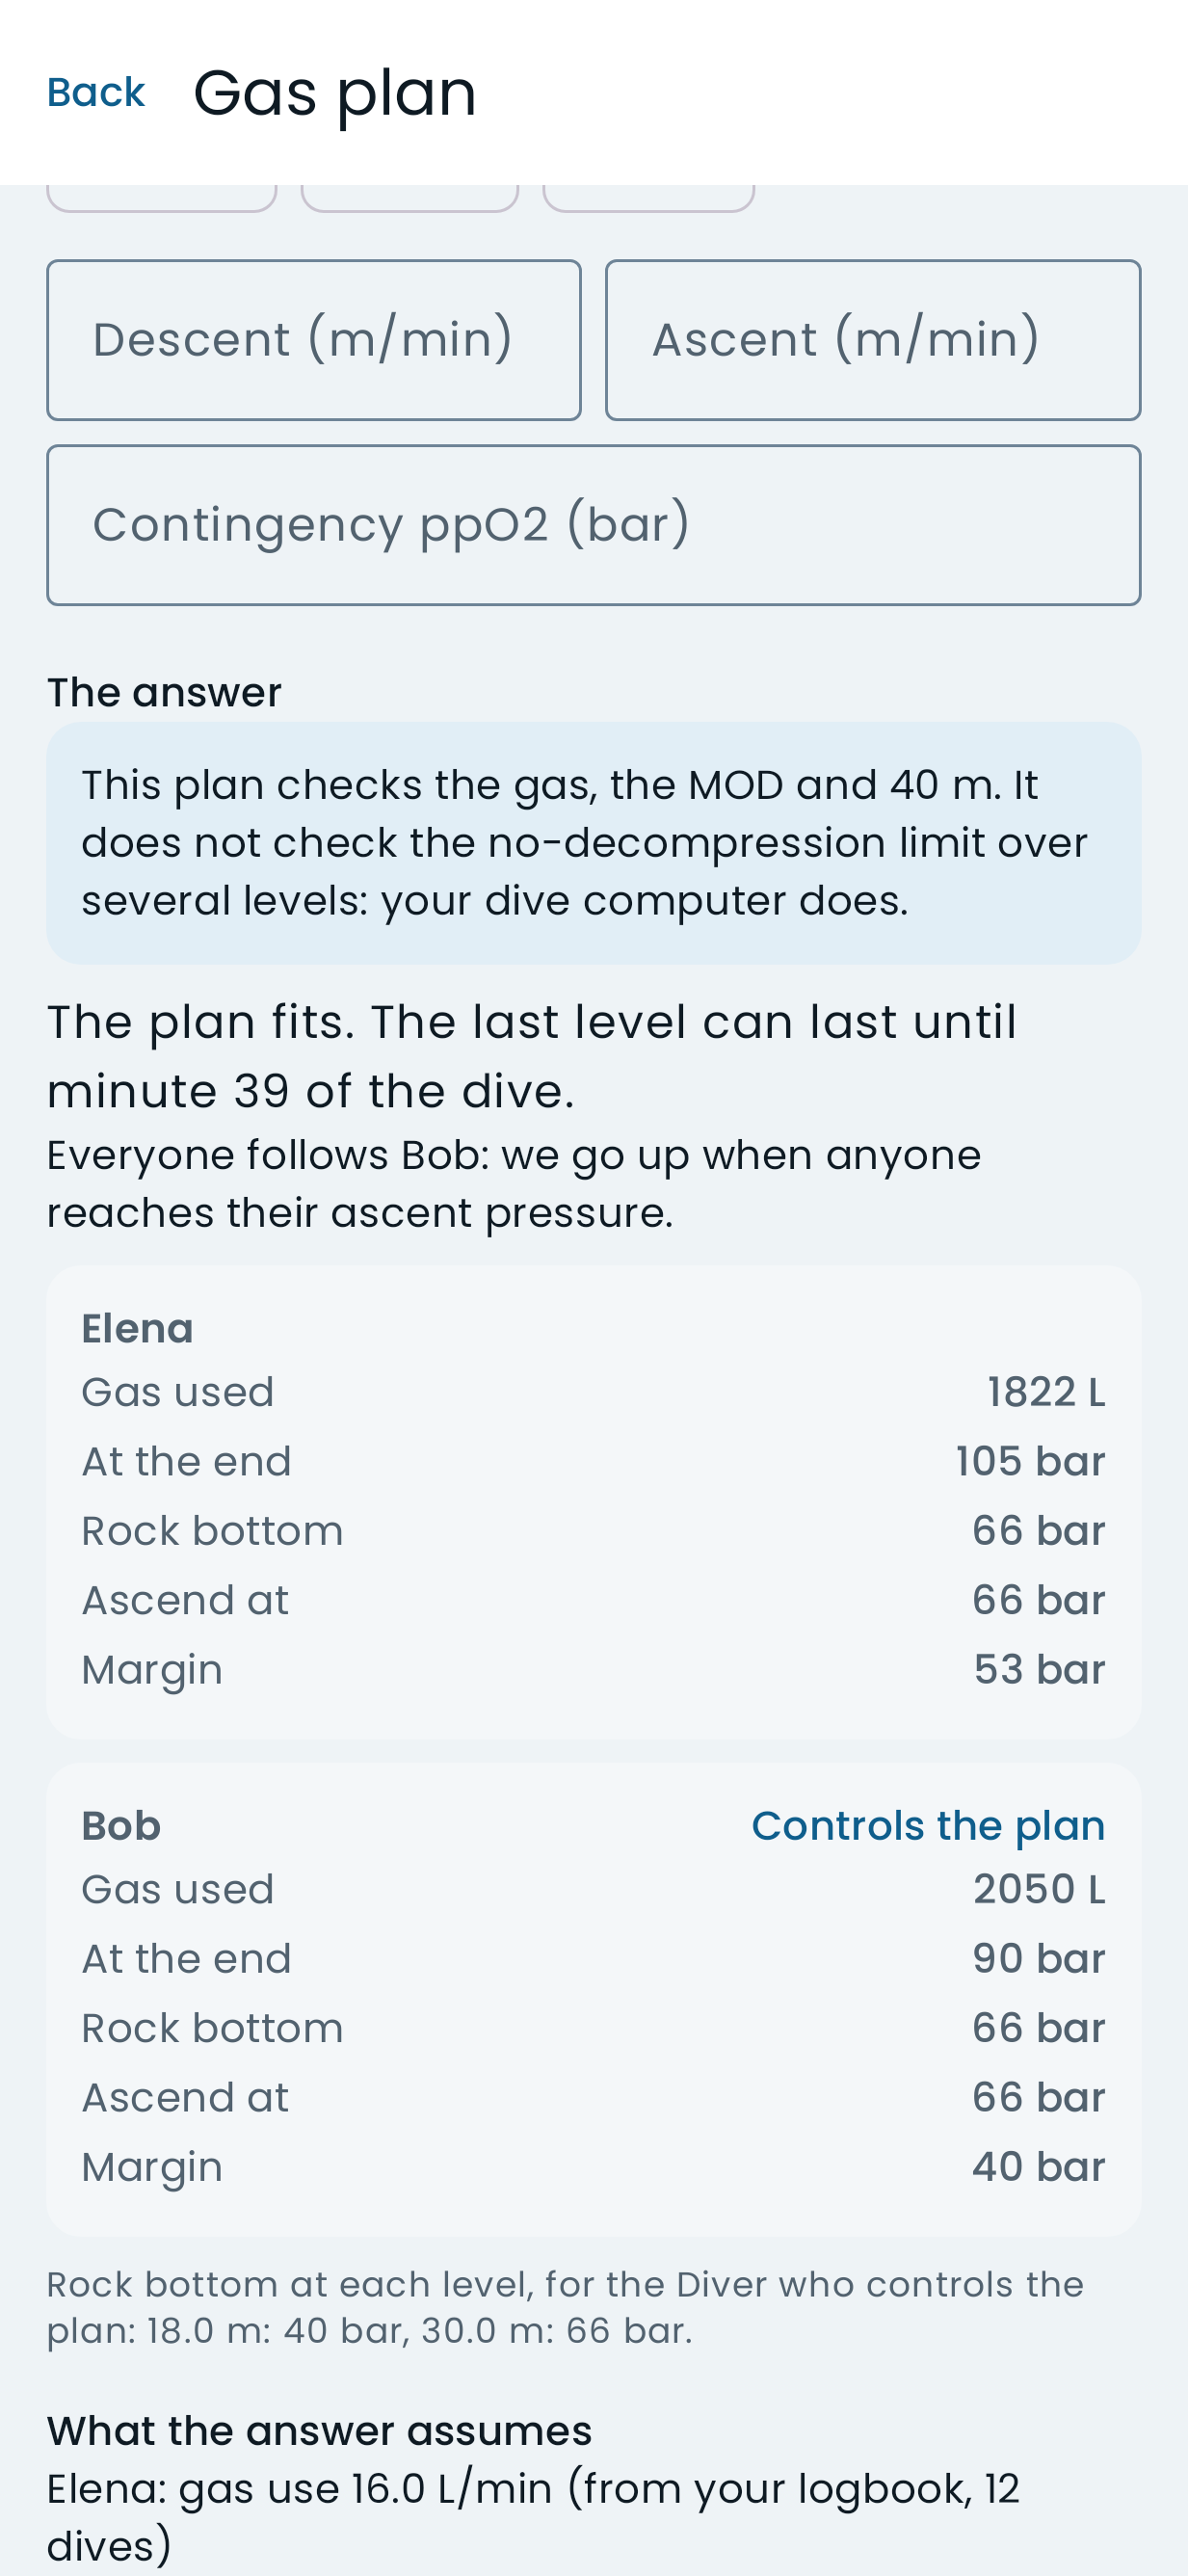 Back Gas plan
Descent (m/min) Ascent (m/min)
Contingency ppO2 (bar)
The answer
This plan checks the gas, the MOD and 40 m. It
does not check the no-decompression limit over
several levels: your dive computer does.
The plan fits. The last level can last until
minute 39 of the dive.
Everyone follows Bob: we go up when anyone
reaches their ascent pressure.
Elena
Gas used 1822 L
At the end 105 bar
Rock bottom 66 bar
Ascend at 66 bar
Margin 53 bar
Bob Controls the plan
Gas used 2050 L
At the end 90 bar
Rock bottom 66 bar
Ascend at 66 bar
Margin 40 bar
Rock bottom at each level, for the Diver who controls the
plan: 18.0 m: 40 bar, 30.0 m: 66 bar.
What the answer assumes
Elena: gas use 16.0 L/min (from your logbook, 12
dives)